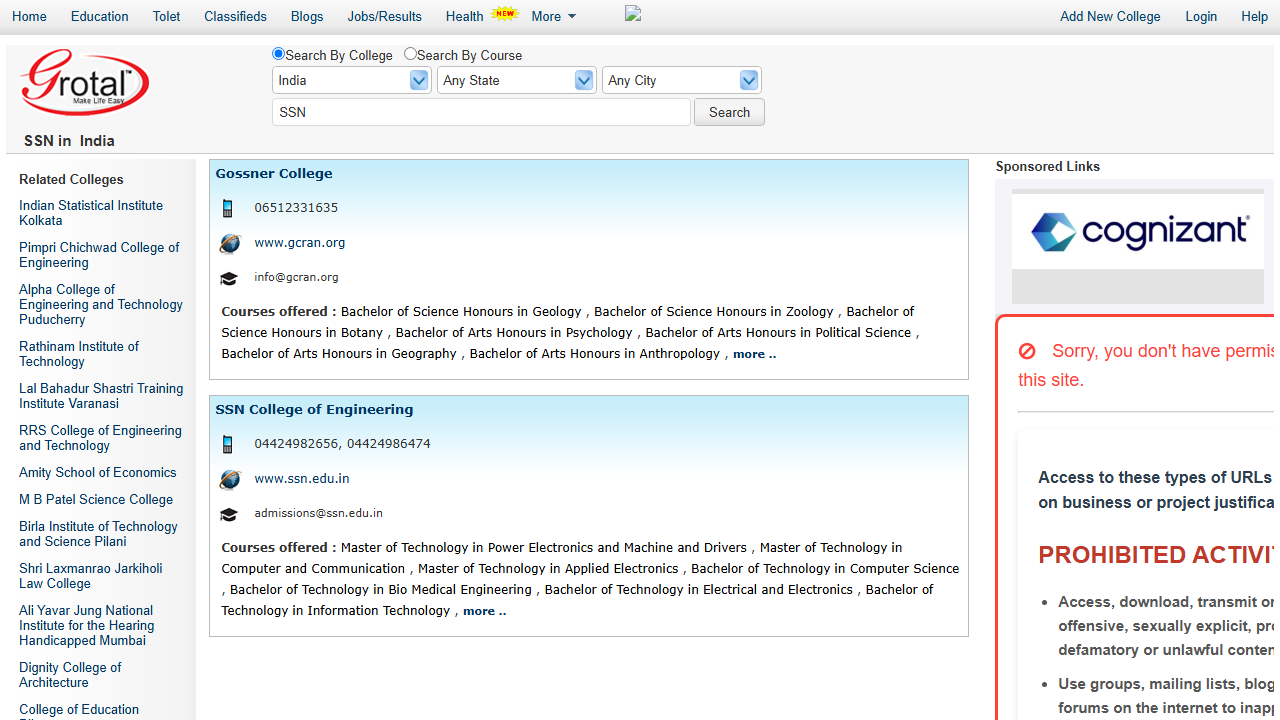 Home Education Tolet Classifieds Blogs Jobs/Results Health NEW More Add New College Login Help
Grotal™
Make Life Easy
Search By College Search By Course
India Any State Any City
SSN Search
SSN in India
Related Colleges
Indian Statistical Institute
Kolkata
Pimpri Chichwad College of
Engineering
Alpha College of
Engineering and Technology
Puducherry
Rathinam Institute of
Technology
Lal Bahadur Shastri Training
Institute Varanasi
RRS College of Engineering
and Technology
Amity School of Economics
M B Patel Science College
Birla Institute of Technology
and Science Pilani
Shri Laxmanrao Jarkiholi
Law College
Ali Yavar Jung National
Institute for the Hearing
Handicapped Mumbai
Dignity College of
Architecture
College of Education
Gossner College
06512331635
www.gcran.org
info@gcran.org
Courses offered : Bachelor of Science Honours in Geology , Bachelor of Science Honours in Zoology , Bachelor of
Science Honours in Botany , Bachelor of Arts Honours in Psychology , Bachelor of Arts Honours in Political Science ,
Bachelor of Arts Honours in Geography , Bachelor of Arts Honours in Anthropology , more ..
SSN College of Engineering
04424982656, 04424986474
www.ssn.edu.in
admissions@ssn.edu.in
Courses offered : Master of Technology in Power Electronics and Machine and Drivers , Master of Technology in
Computer and Communication , Master of Technology in Applied Electronics , Bachelor of Technology in Computer Science
, Bachelor of Technology in Bio Medical Engineering , Bachelor of Technology in Electrical and Electronics , Bachelor of
Technology in Information Technology , more ..
Sponsored Links
cognizant
Sorry, you don't have permis
this site.
Access to these types of URLs
on business or project justifica
PROHIBITED ACTIVIT
Access, download, transmit or
offensive, sexually explicit, pro
defamatory or unlawful conten
Use groups, mailing lists, blog
forums on the internet to inapp